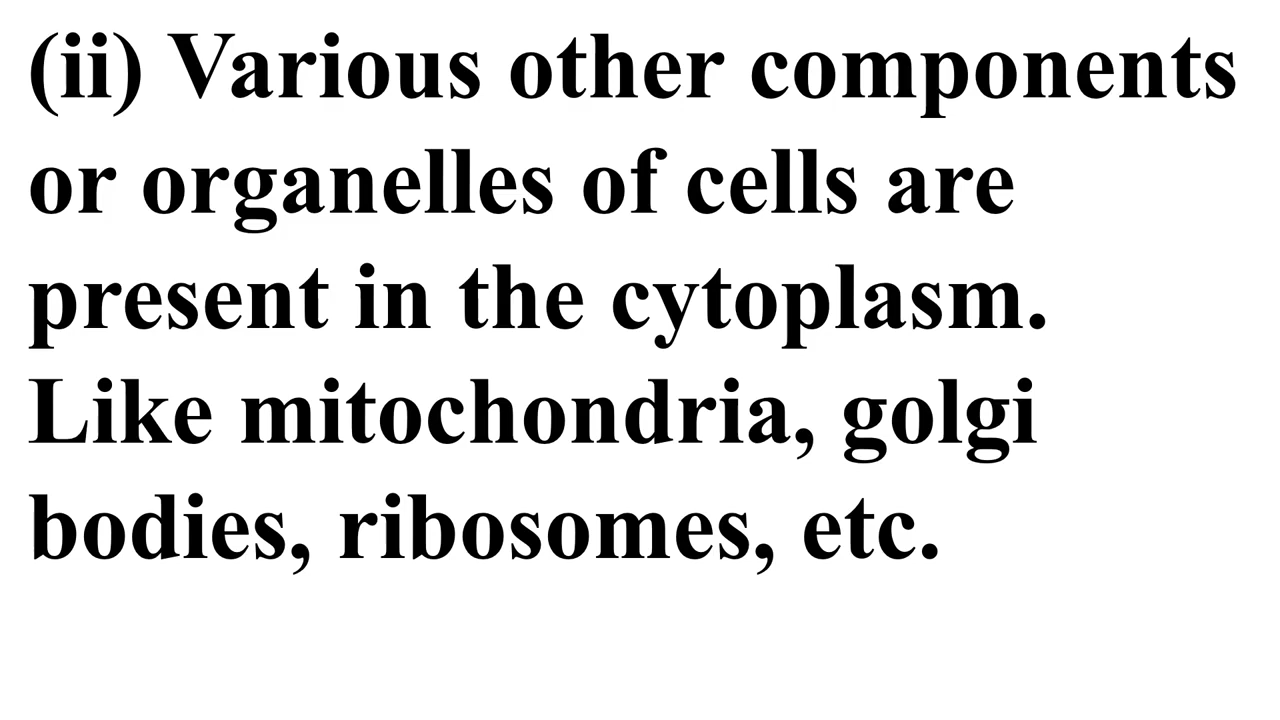 (ii) Various other components
or organelles of cells are
present in the cytoplasm.
Like mitochondria, golgi
bodies, ribosomes, etc.